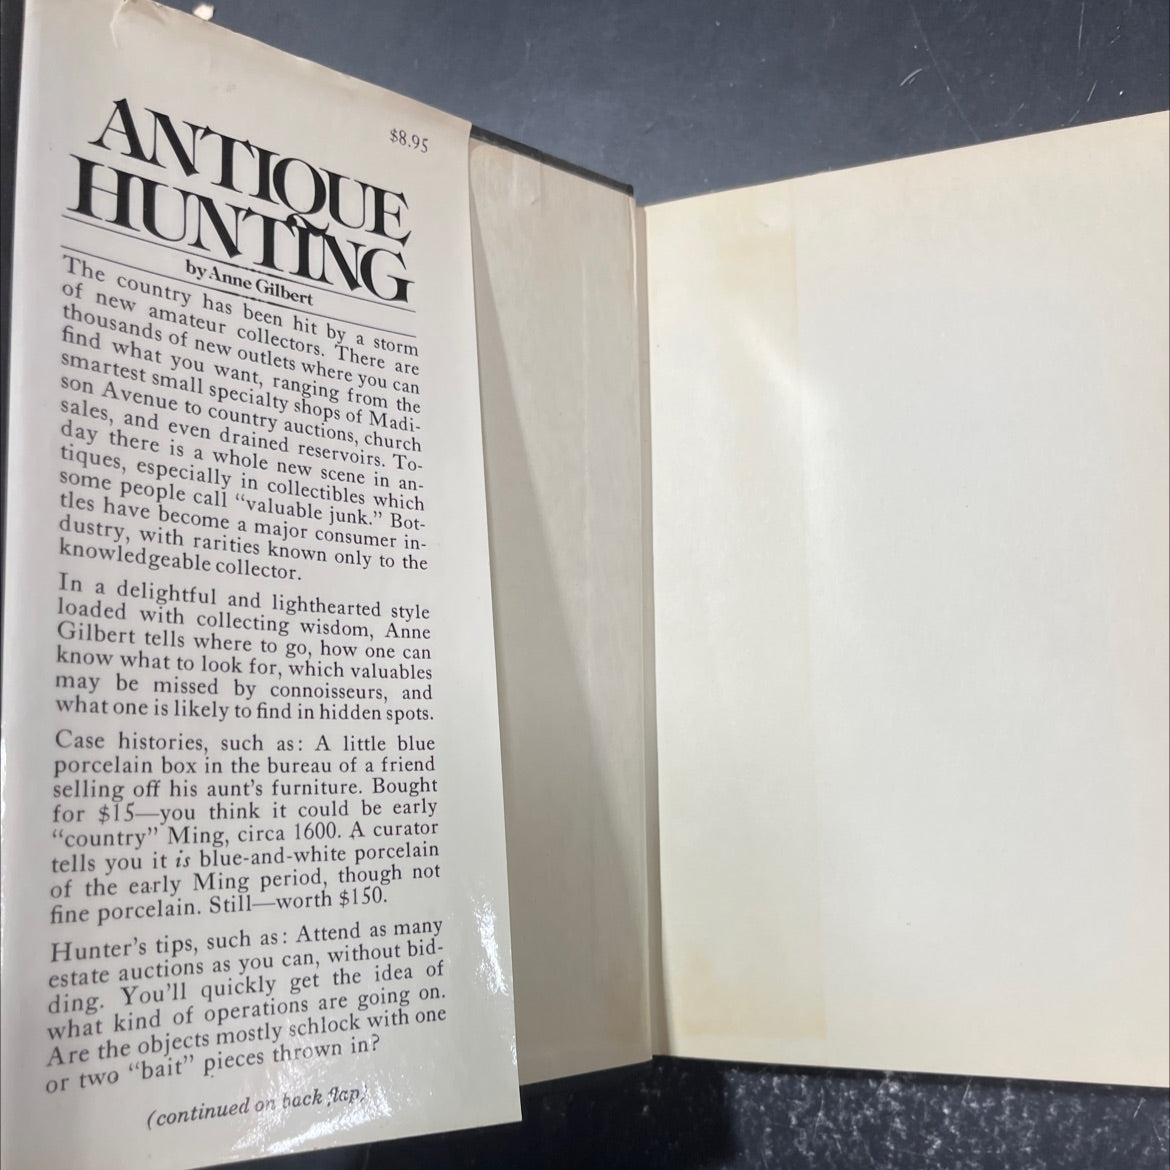 $8.95
ANTIQUE
HUNTING
by Anne Gilbert
The country has been hit by a storm
of new amateur collectors. There are
thousands of new outlets where you can
find what you want, ranging from the
smartest small specialty shops of Madi-
son Avenue to country auctions, church
sales, and even drained reservoirs. To-
day there is a whole new scene in an-
tiques, especially in collectibles which
some people call "valuable junk." Bot-
tles have become a major consumer in-
dustry, with rarities known only to the
knowledgeable collector.
In a delightful and lighthearted style
loaded with collecting wisdom, Anne
Gilbert tells where to go, how one can
know what to look for, which valuables
may be missed by connoisseurs, and
what one is likely to find in hidden spots.
Case histories, such as: A little blue
porcelain box in the bureau of a friend
selling off his aunt's furniture. Bought
for $15—you think it could be early
"country" Ming, circa 1600. A curator
tells you it is blue-and-white porcelain
of the early Ming period, though not
fine porcelain. Still—worth $150.
Hunter's tips, such as: Attend as many
estate auctions as you can, without bid-
ding. You'll quickly get the idea of
what kind of operations are going on.
Are the objects mostly schlock with one
or two "bait" pieces thrown in?
(continued on back flap)